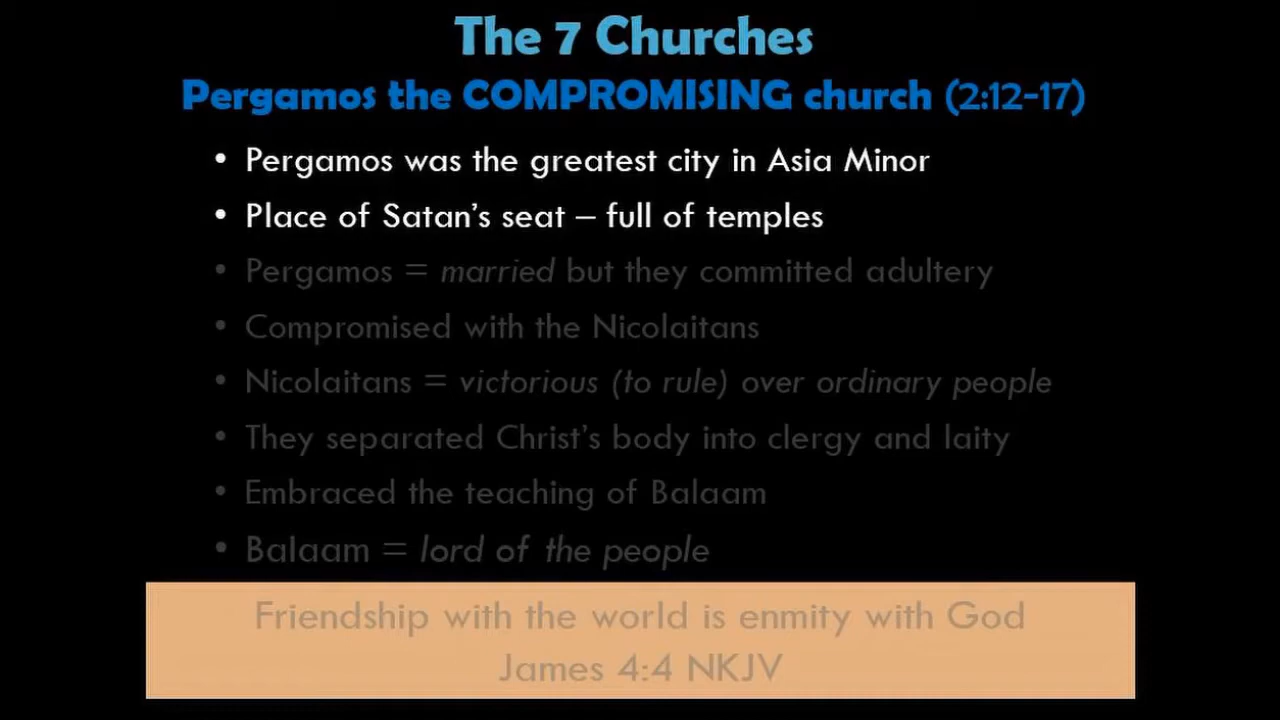 The 7 Churches
Pergamos the COMPROMISING church (2:12-17)
• Pergamos was the greatest city in Asia Minor
• Place of Satan's seat – full of temples
• Pergamos = married but they committed adultery
• Compromised with the Nicolaitans
• Nicolaitans = victorious (to rule) over ordinary people
• They separated Christ's body into clergy and laity
• Embraced the teaching of Balaam
• Balaam = lord of the people
Friendship with the world is enmity with God
James 4:4 NKJV